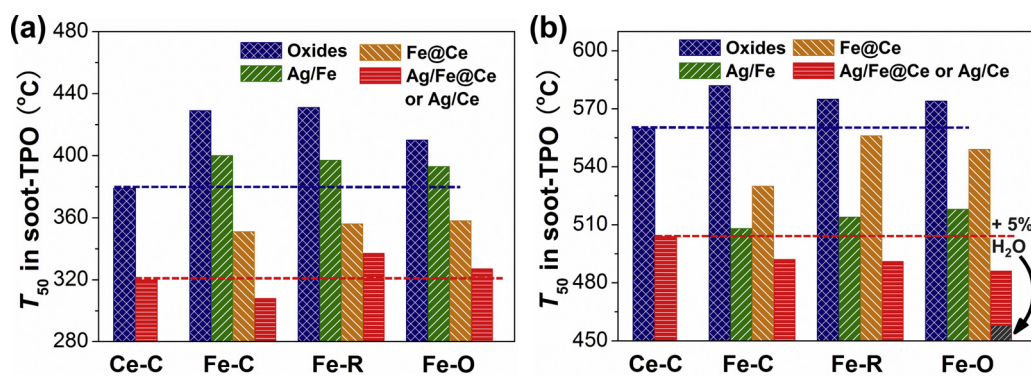 (a)
T50 in soot-TPO (°C)
480
440
400
360
320
280
Oxides
Fe@Ce
Ag/Fe
Ag/Fe@Ce
or Ag/Ce
Ce-C
Fe-C
Fe-R
Fe-O
(b)
T50 in soot-TPO (°C)
600
570
540
510
480
450
Oxides
Fe@Ce
Ag/Fe
Ag/Fe@Ce or Ag/Ce
+ 5%
H2O
Ce-C
Fe-C
Fe-R
Fe-O